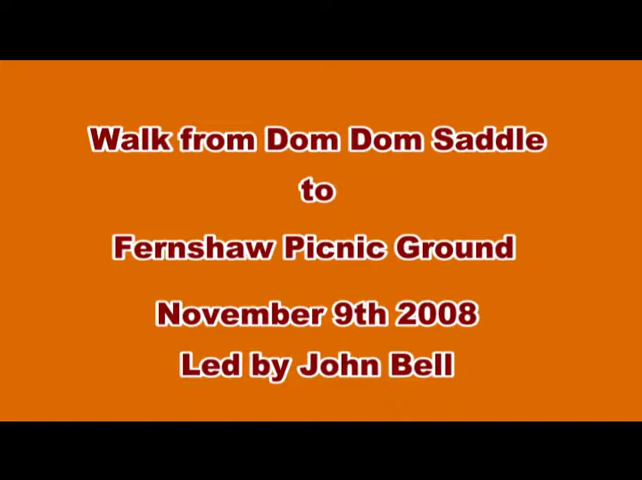 Walk from Dom Dom Saddle
to
Fernshaw Picnic Ground
November 9th 2008
Led by John Bell